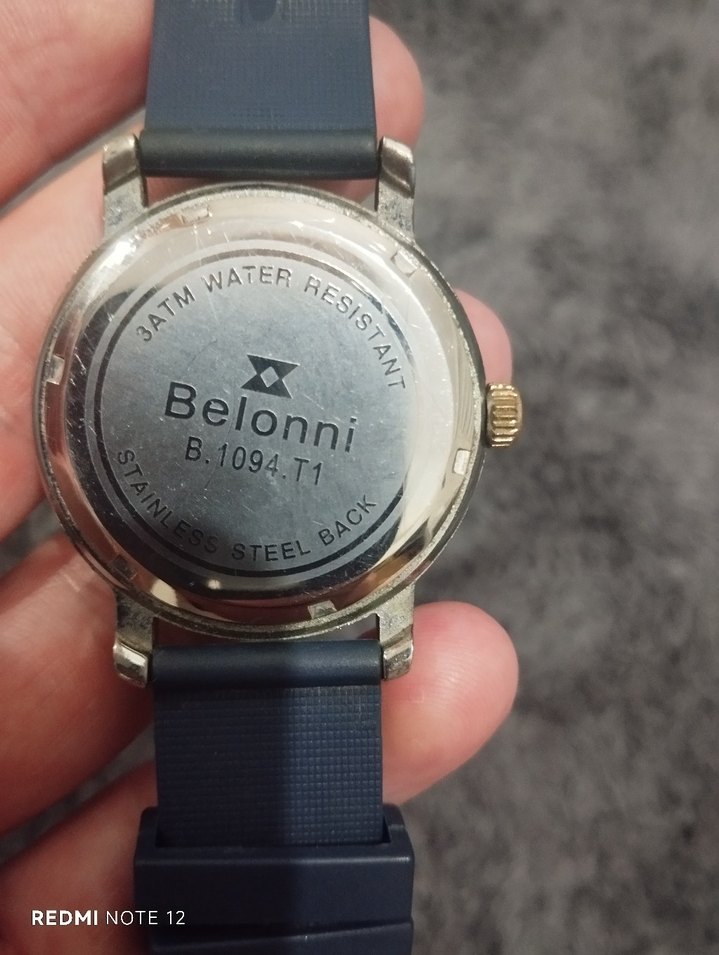 3ATM WATER RESISTANT
Belonni
B.1094.T1
STAINLESS STEEL BACK
REDMI NOTE 12